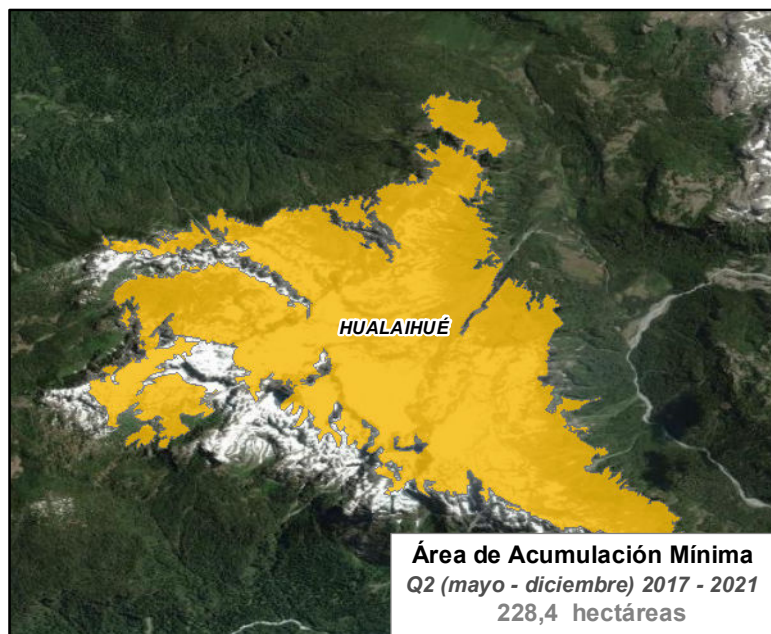 HUALAIHUÉ
Área de Acumulación Mínima
Q2 (mayo - diciembre) 2017 - 2021
228,4 hectáreas